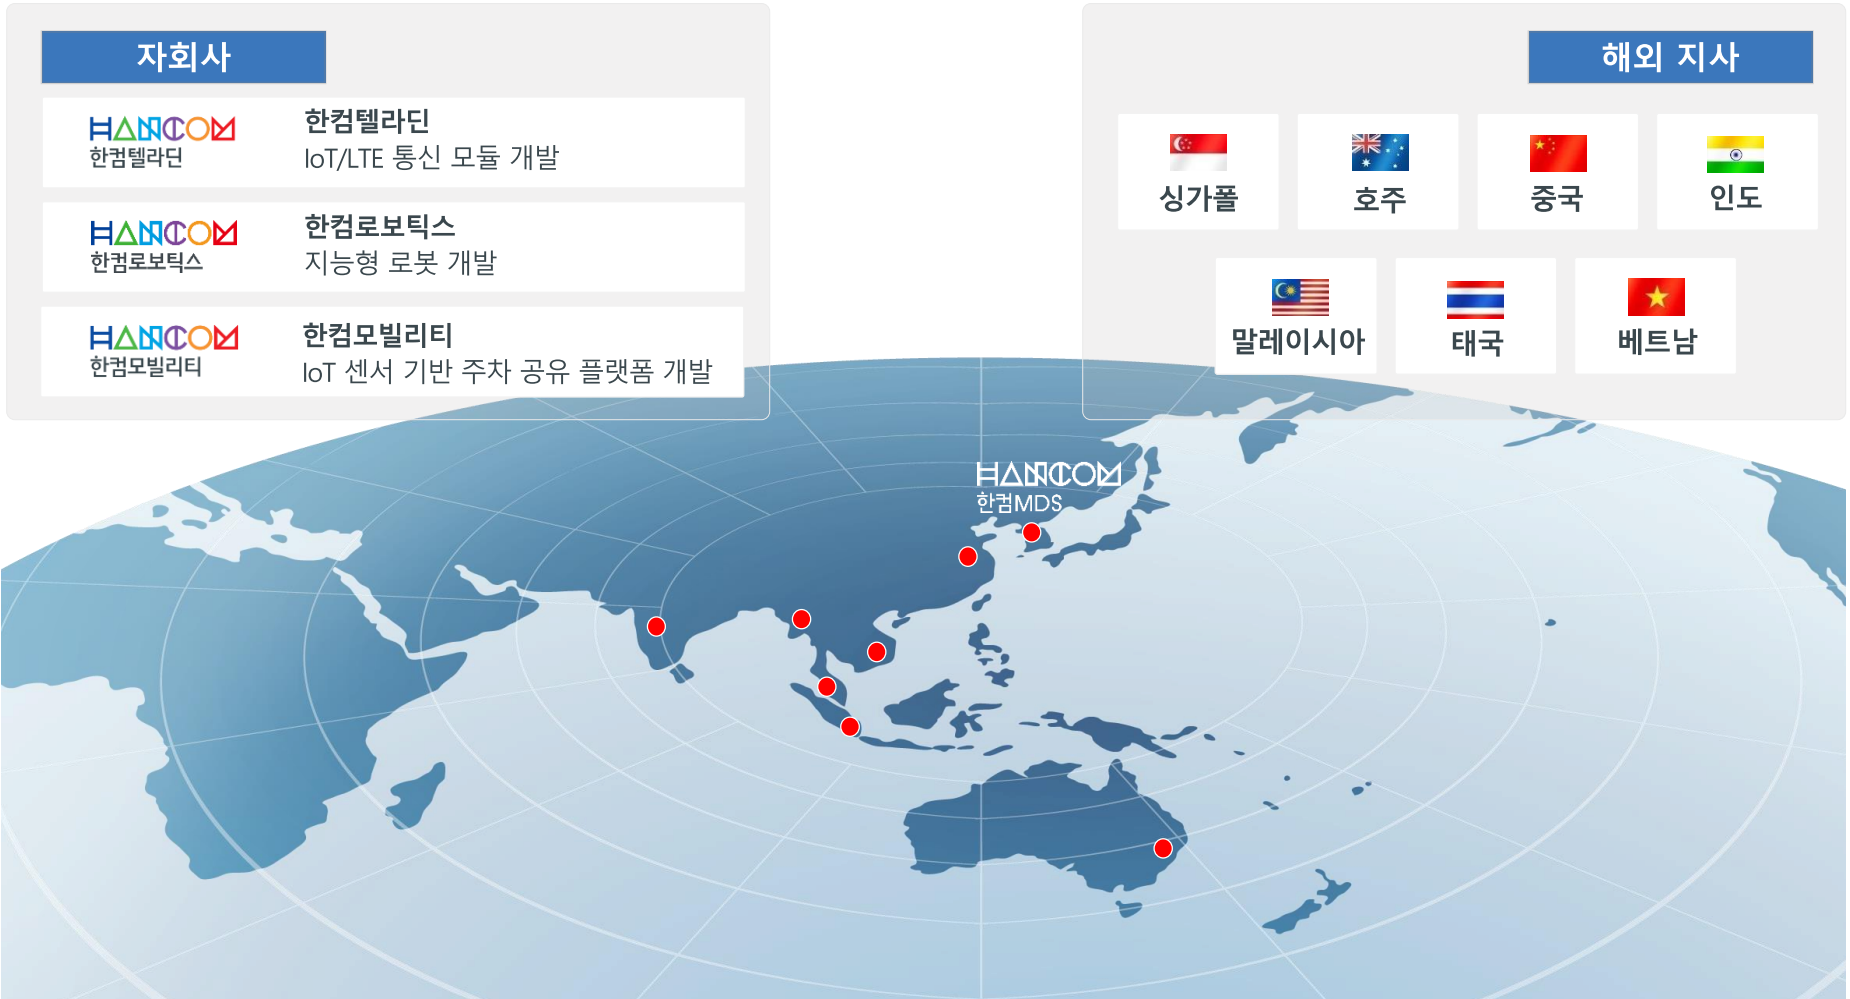 자회사
HANCOM
한컴텔라딘
한컴텔라딘
IoT/LTE 통신 모듈 개발
HANCOM
한컴로보틱스
한컴로보틱스
지능형 로봇 개발
HANCOM
한컴모빌리티
한컴모빌리티
IoT 센서 기반 주차 공유 플랫폼 개발
해외 지사
싱가폴
호주
중국
인도
말레이시아
태국
베트남
HANCOM
한컴MDS